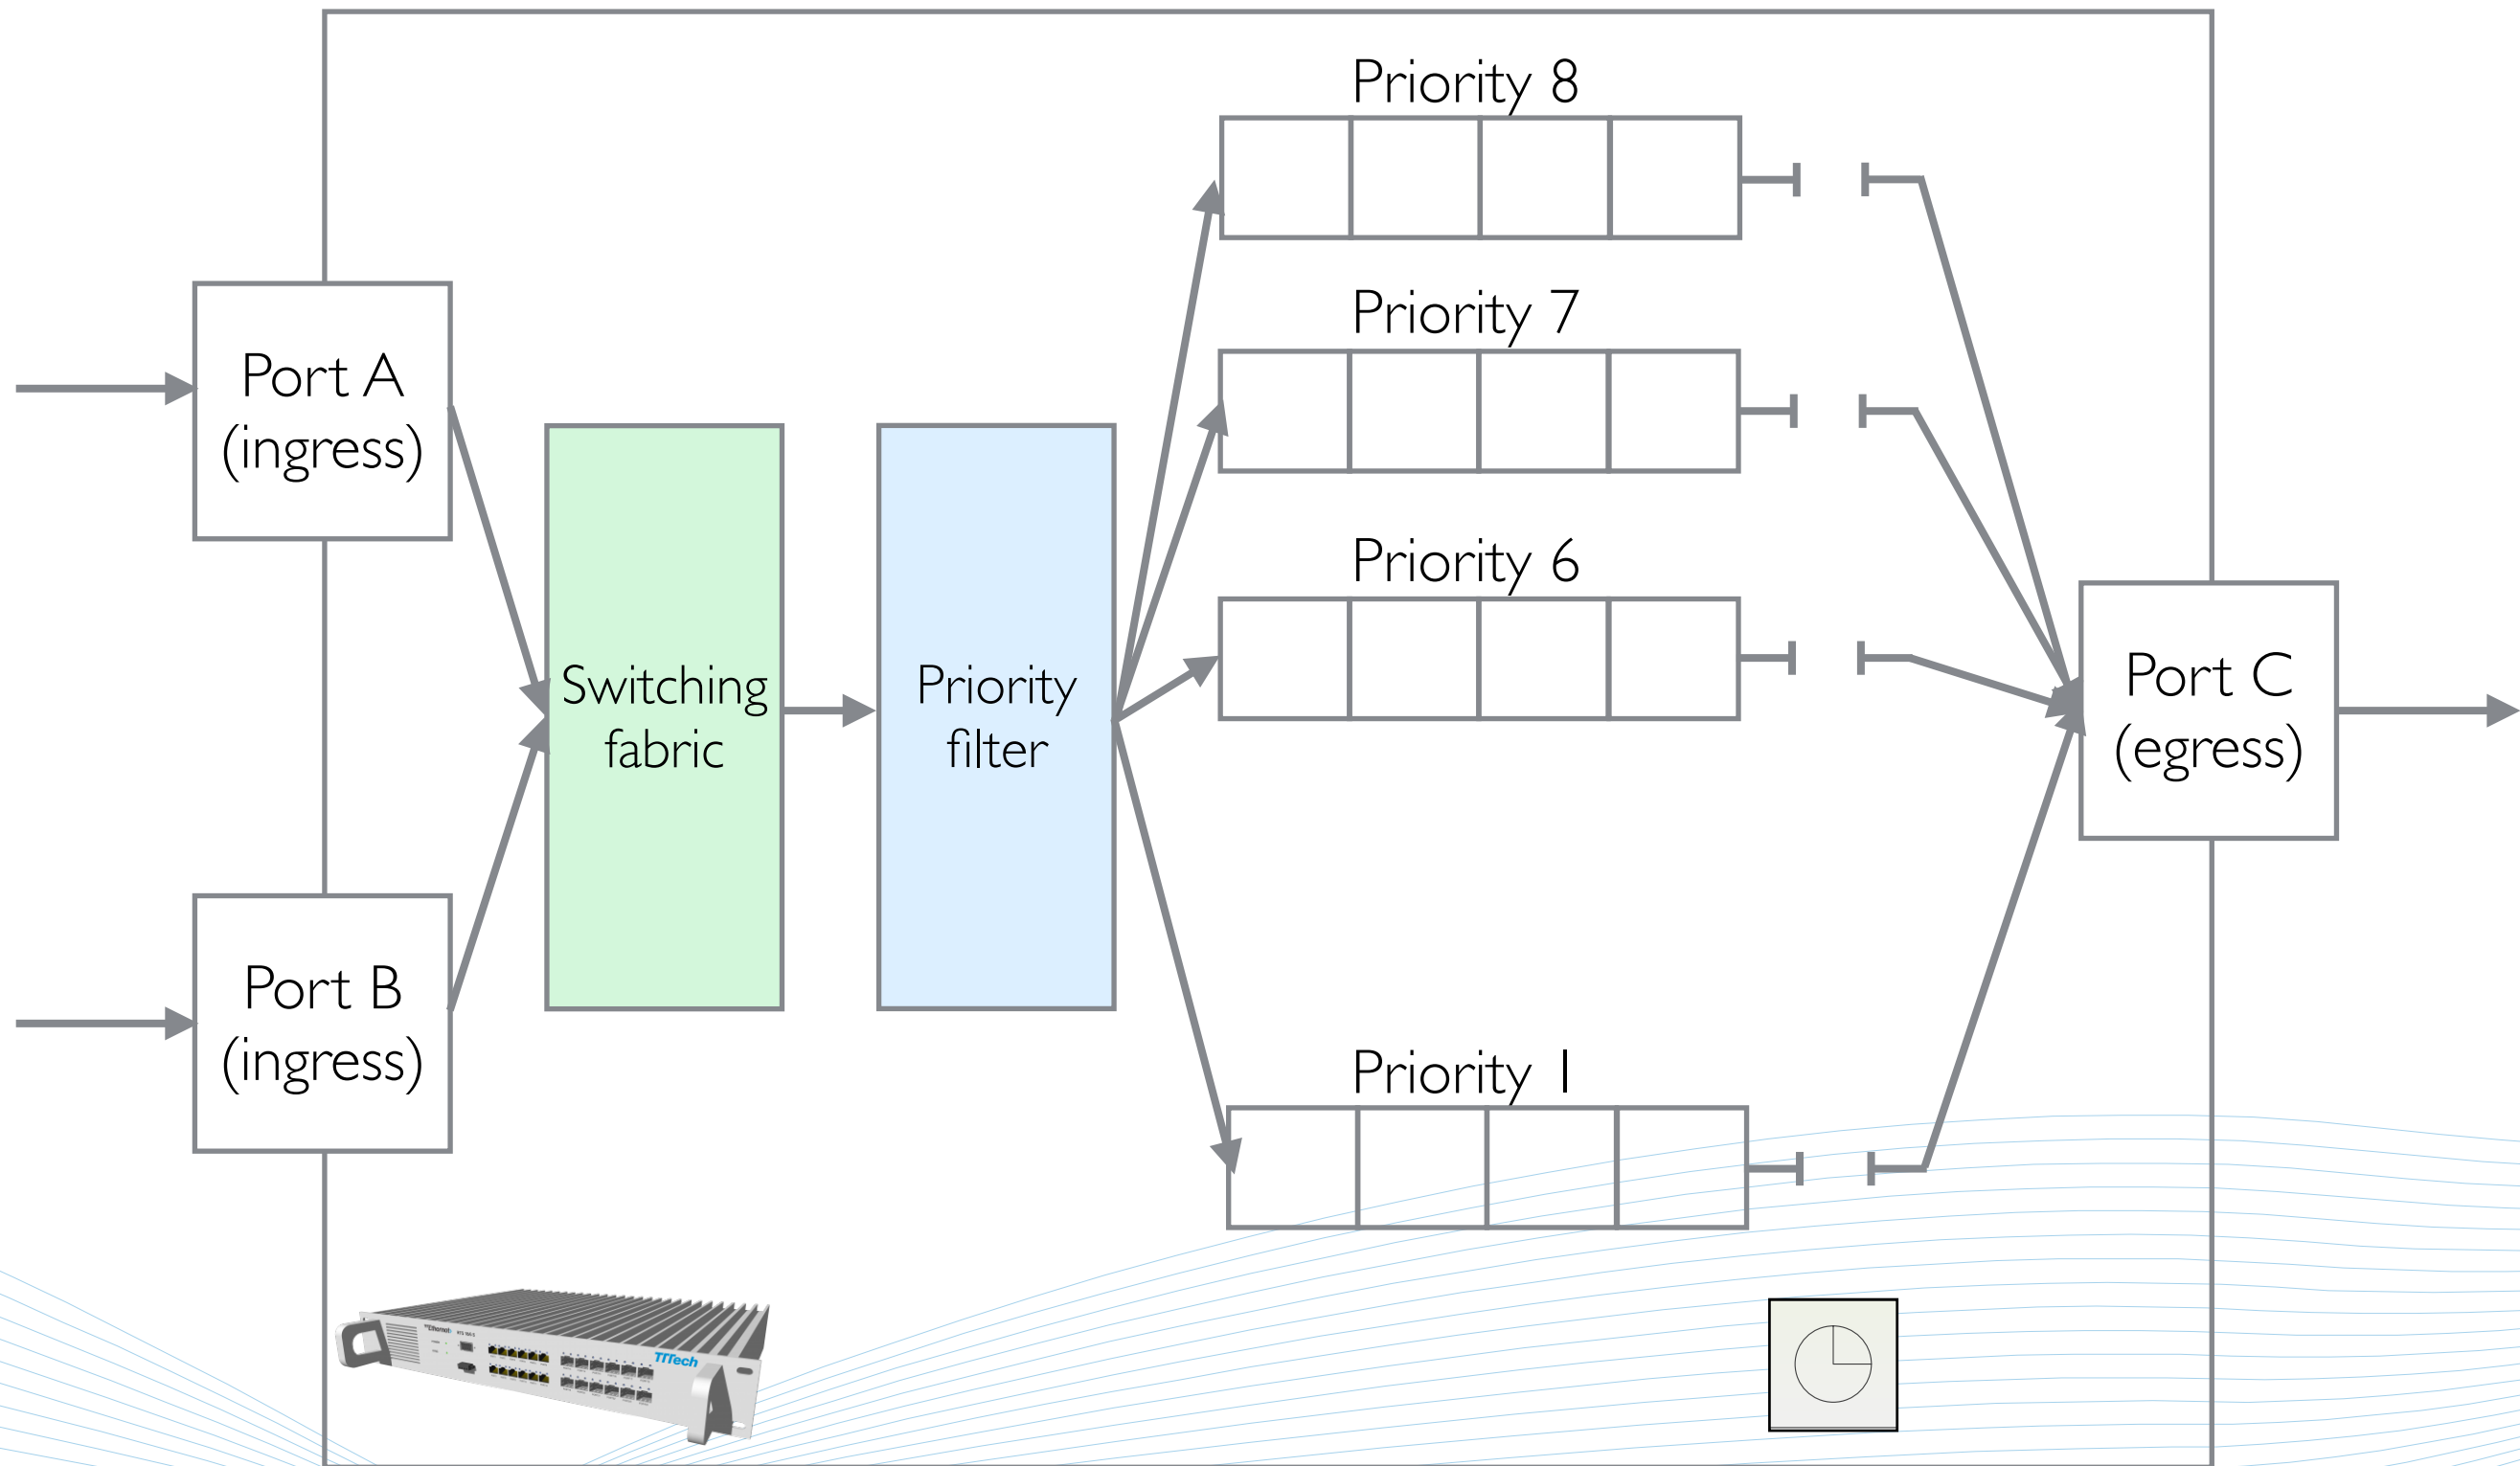 Priority 8
Priority 7
Port A
(ingress)
Priority 6
Switching
fabric
Priority
filter
Port C
(egress)
Port B
(ingress)
Priority 1
TTTech